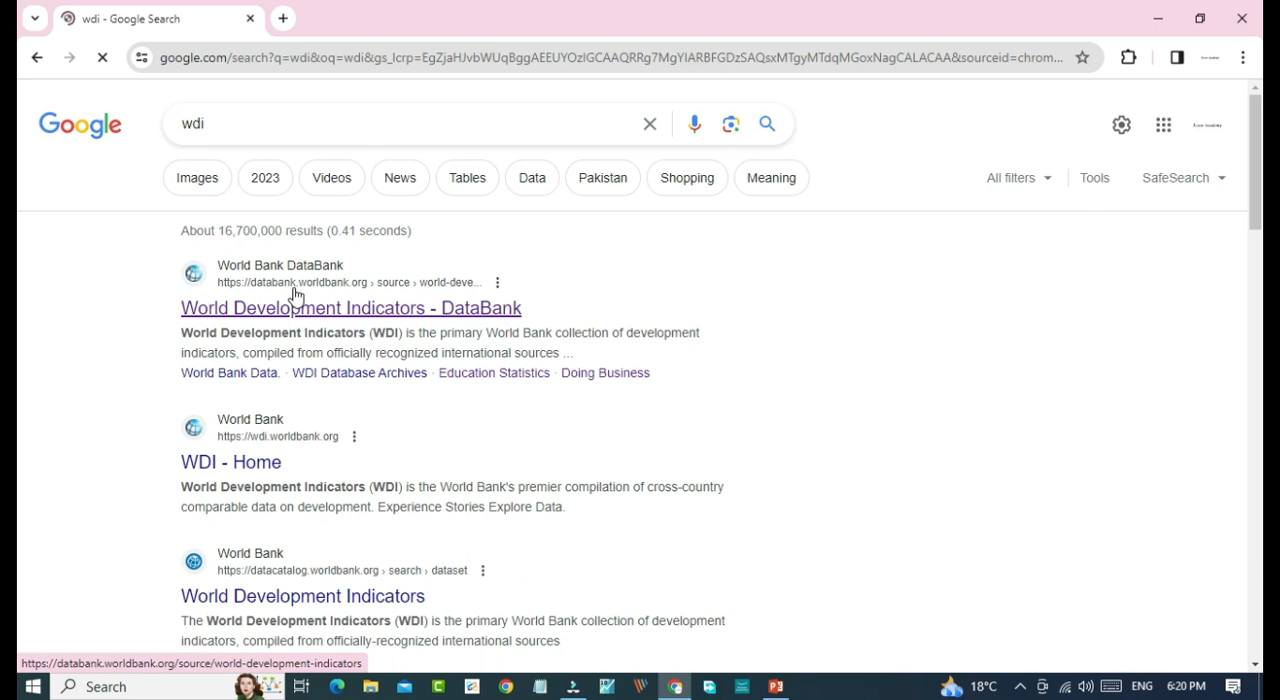 wdi - Google Search
google.com/search?q=wdi&oq=wdi&gs_lcrp=EgZjaHJvbWUqBggAEEUYOzIGCAAQRRg7MgYIARBFGDzSAQsxMTgyMTdqMGoxNagCALACAA&sourceid=chrom...
Google
wdi
Images
2023
Videos
News
Tables
Data
Pakistan
Shopping
Meaning
All filters
Tools
SafeSearch
About 16,700,000 results (0.41 seconds)
World Bank DataBank
https://databank.worldbank.org › source › world-deve...
World Development Indicators - DataBank
World Development Indicators (WDI) is the primary World Bank collection of development
indicators, compiled from officially recognized international sources ...
World Bank Data. · WDI Database Archives · Education Statistics · Doing Business
World Bank
https://wdi.worldbank.org
WDI - Home
World Development Indicators (WDI) is the World Bank's premier compilation of cross-country
comparable data on development. Experience Stories Explore Data.
World Bank
https://datacatalog.worldbank.org › search › dataset
World Development Indicators
The World Development Indicators (WDI) is the primary World Bank collection of development
indicators, compiled from officially-recognized international sources
https://databank.worldbank.org/source/world-development-indicators
Search
18°C
ENG
6:20 PM